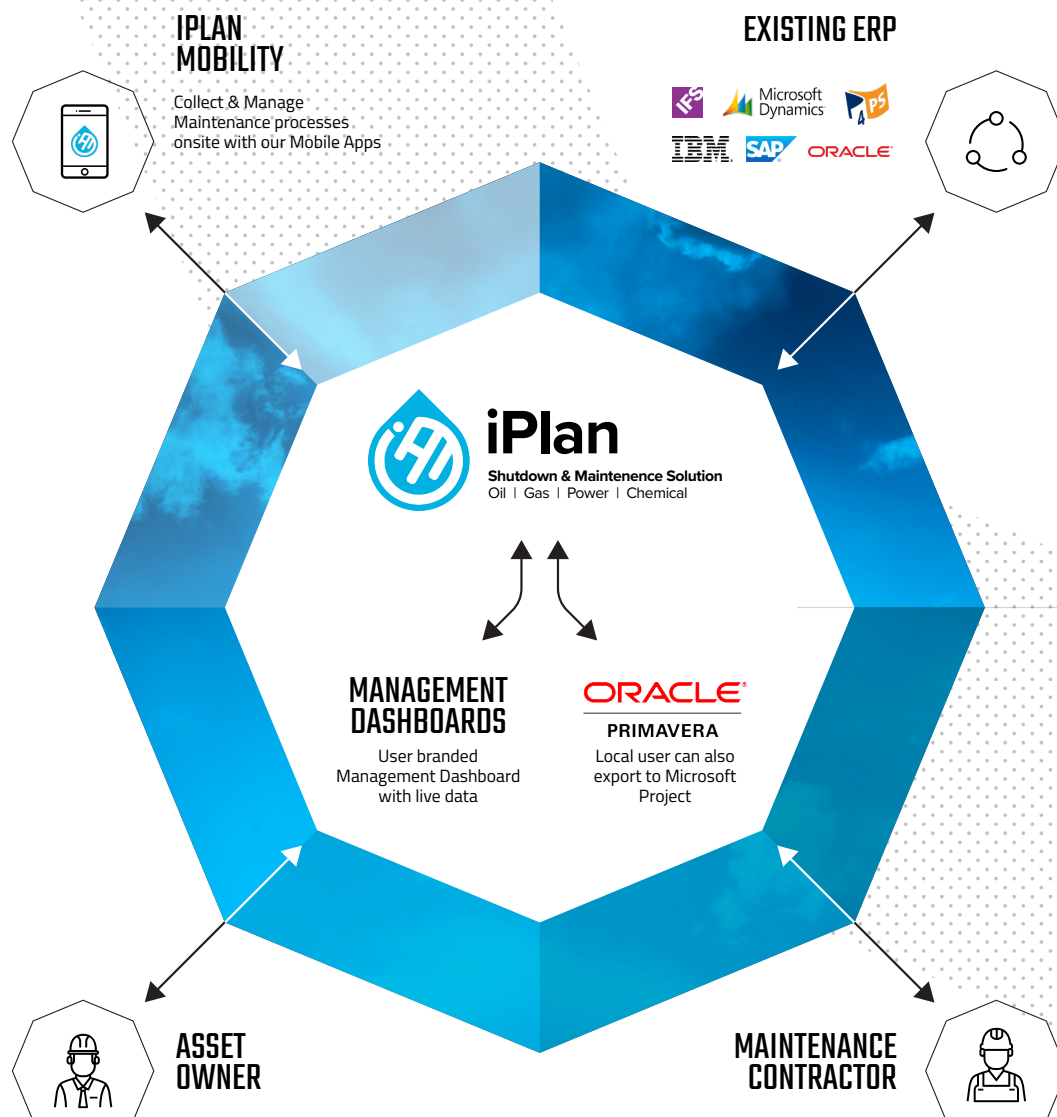 IPLAN
MOBILITY
Collect & Manage
Maintenance processes
onsite with our Mobile Apps
EXISTING ERP
IFS
Microsoft
Dynamics
P4PS
IBM.
SAP
ORACLE
iPlan
Shutdown & Maintenence Solution
Oil | Gas | Power | Chemical
MANAGEMENT
DASHBOARDS
User branded
Management Dashboard
with live data
ORACLE®
PRIMAVERA
Local user can also
export to Microsoft
Project
ASSET
OWNER
MAINTENANCE
CONTRACTOR